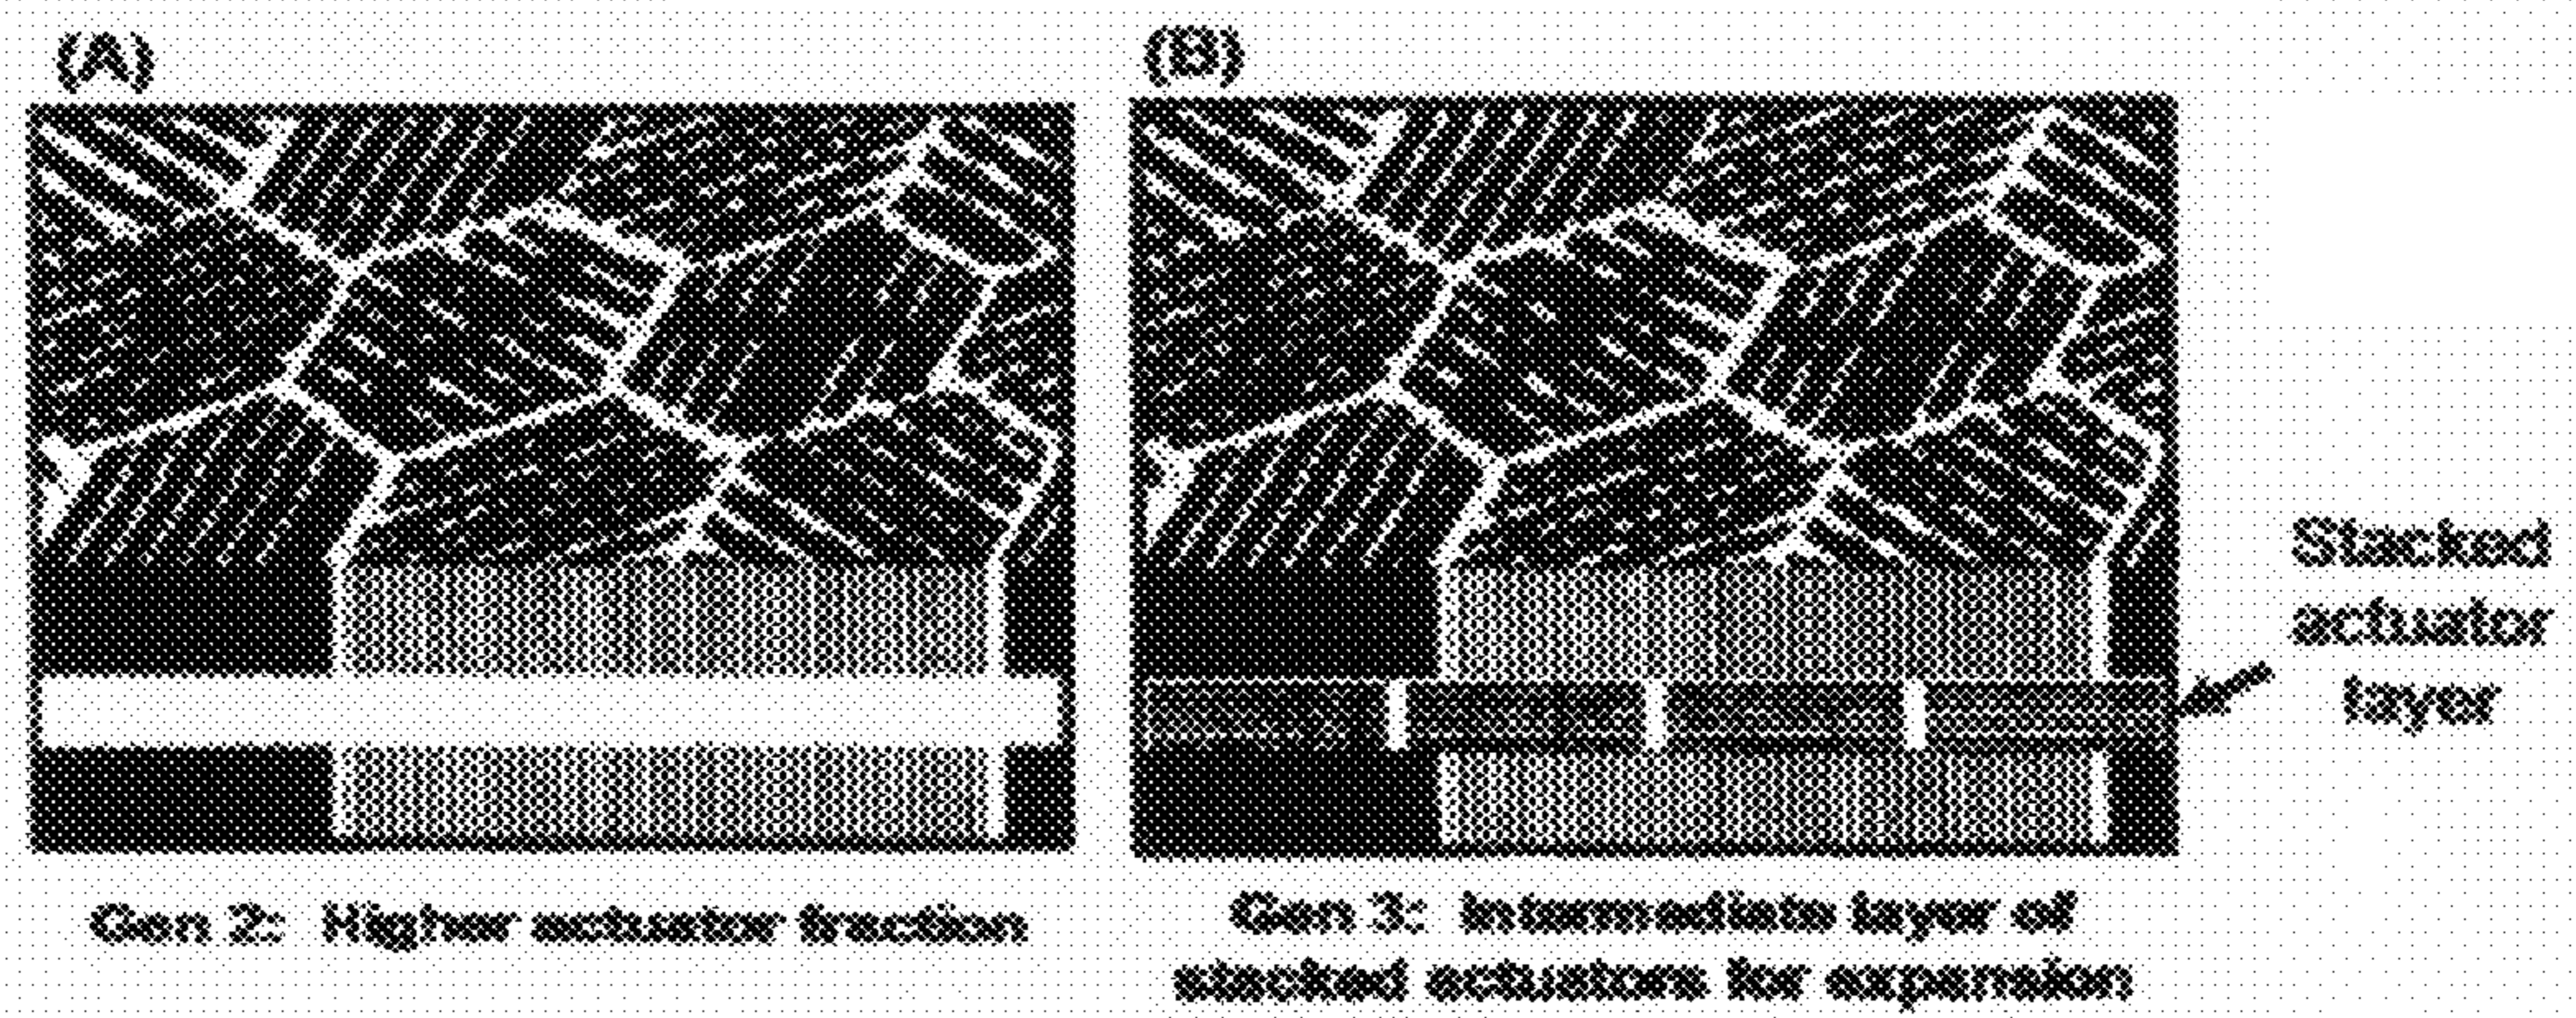 (A)
(B)
Stacked
actuator
layer
Gen 2: Higher actuator fraction
Gen 3: Intermediate layer of
stacked actuators for expansion